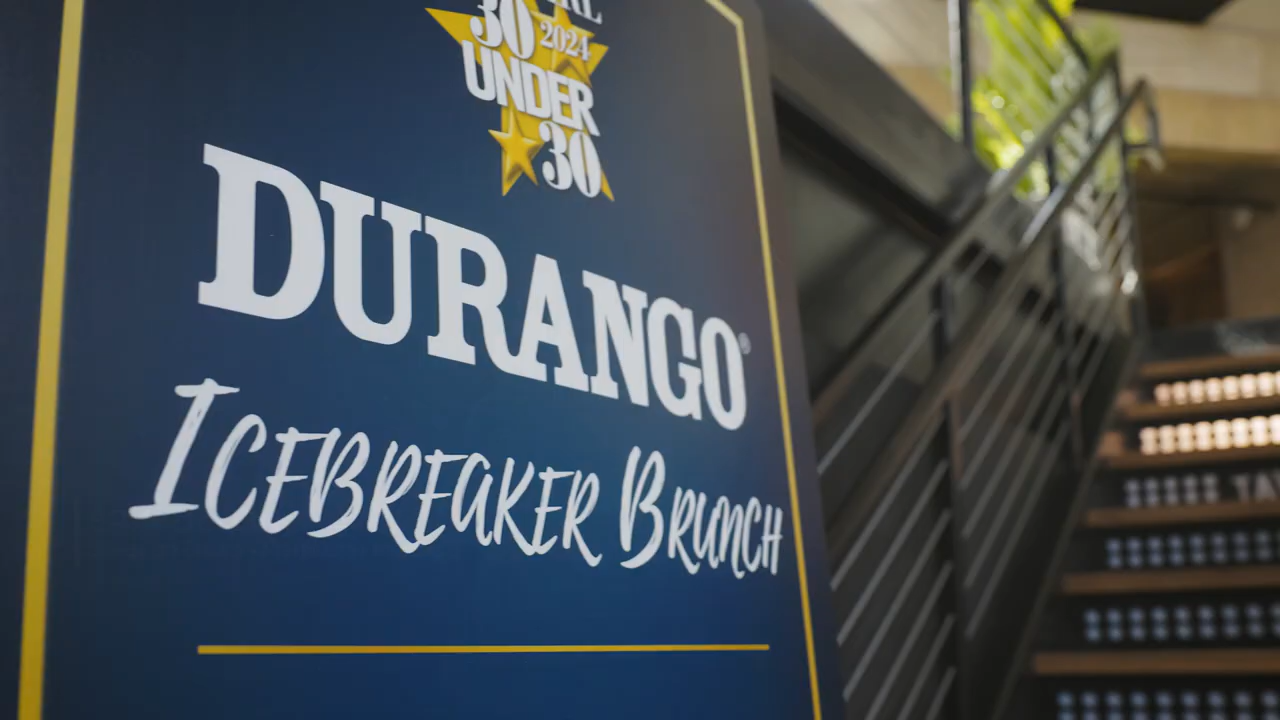 30 2024
UNDER
30
DURANGO®
ICEBREAKER BRUNCH